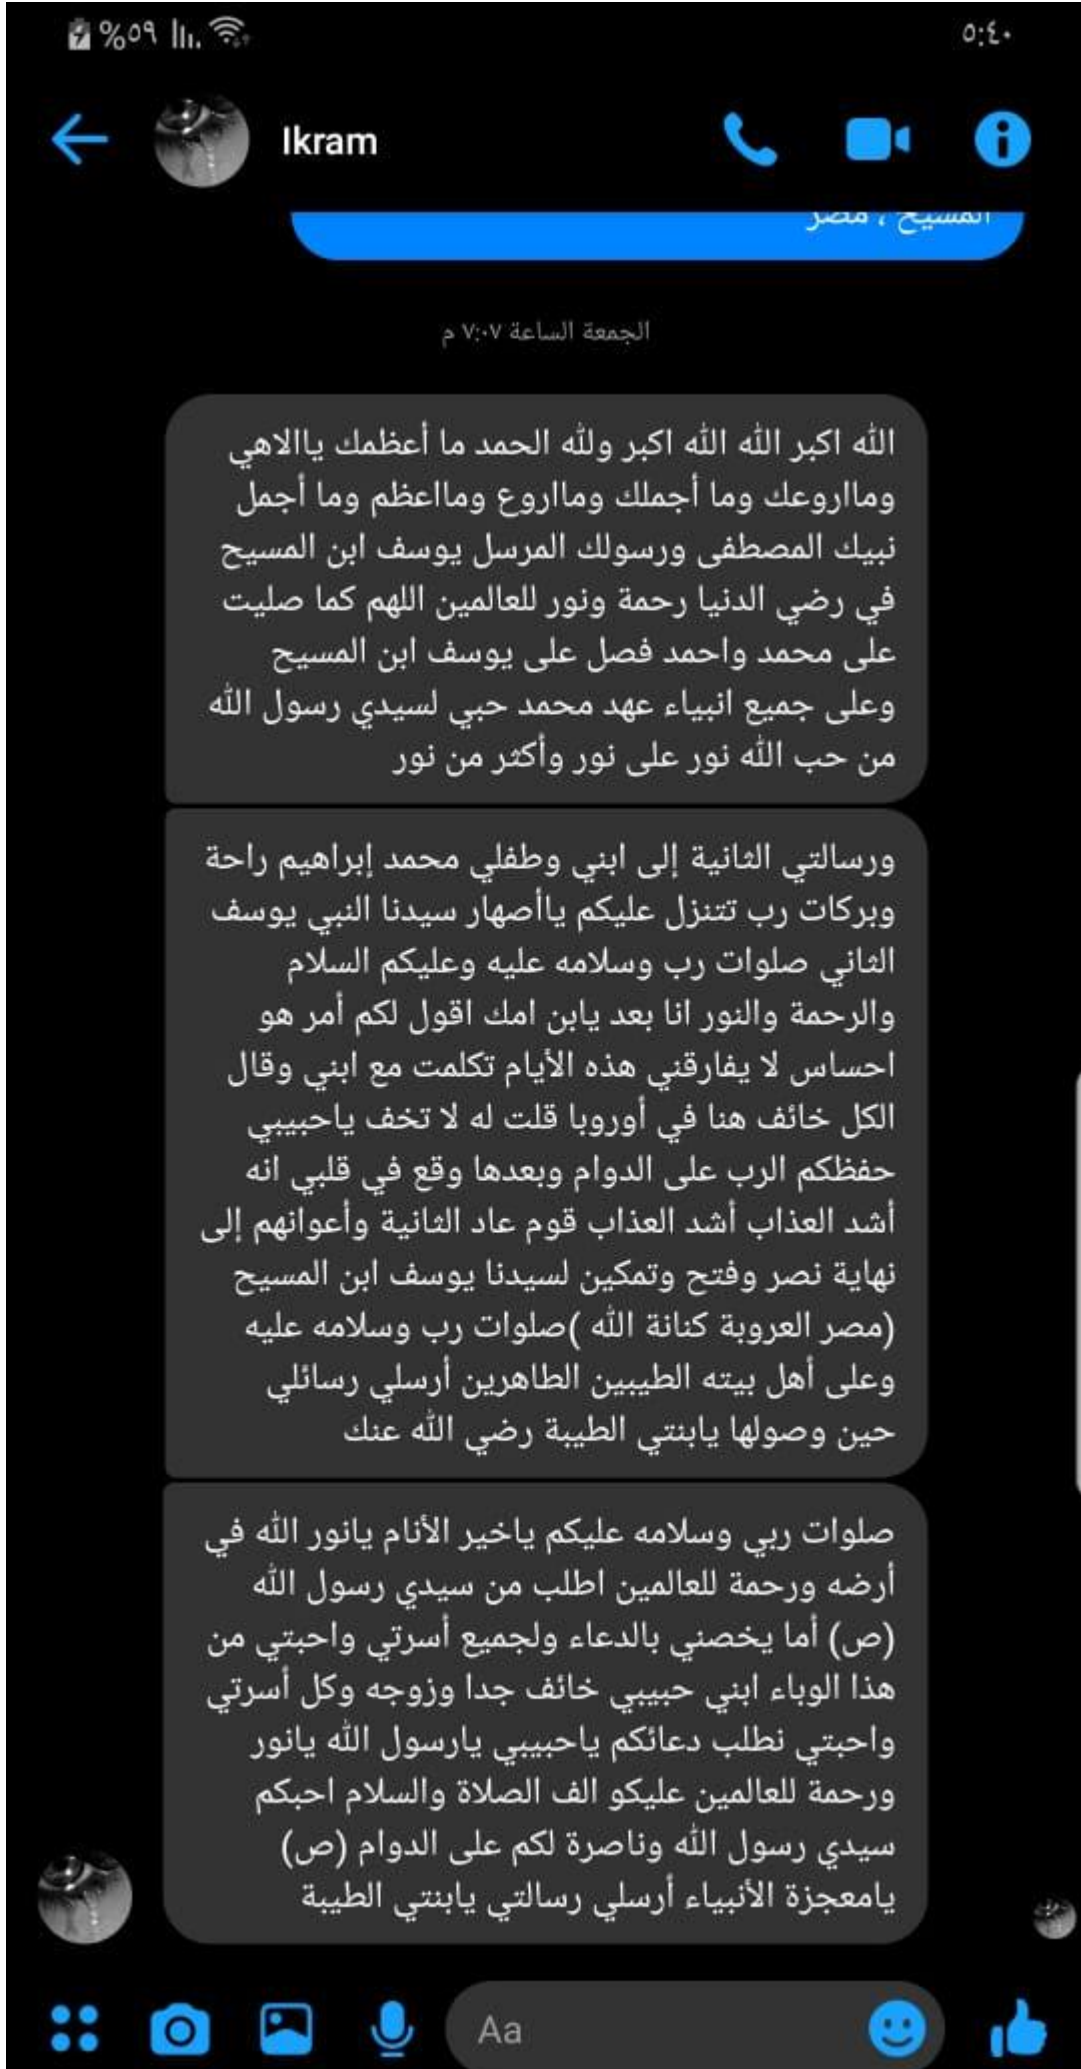 %٥٩
٥:٤٠
Ikram
المسيح ، مصر
الجمعة الساعة ٧:٠٧ م
الله اكبر الله الله اكبر ولله الحمد ما أعظمك ياالاهي
ومااروعك وما أجملك ومااروع ومااعظم وما أجمل
نبيك المصطفى ورسولك المرسل يوسف ابن المسيح
في رضي الدنيا رحمة ونور للعالمين اللهم كما صليت
على محمد واحمد فصل على يوسف ابن المسيح
وعلى جميع انبياء عهد محمد حبي لسيدي رسول الله
من حب الله نور على نور وأكثر من نور
ورسالتي الثانية إلى ابني وطفلي محمد إبراهيم راحة
وبركات رب تتنزل عليكم ياأصهار سيدنا النبي يوسف
الثاني صلوات رب وسلامه عليه وعليكم السلام
والرحمة والنور انا بعد يابن امك اقول لكم أمر هو
احساس لا يفارقني هذه الأيام تكلمت مع ابني وقال
الكل خائف هنا في أوروبا قلت له لا تخف ياحبيبي
حفظكم الرب على الدوام وبعدها وقع في قلبي انه
أشد العذاب أشد العذاب قوم عاد الثانية وأعوانهم إلى
نهاية نصر وفتح وتمكين لسيدنا يوسف ابن المسيح
(مصر العروبة كنانة الله )صلوات رب وسلامه عليه
وعلى أهل بيته الطيبين الطاهرين أرسلي رسائلي
حين وصولها يابنتي الطيبة رضي الله عنك
صلوات ربي وسلامه عليكم ياخير الأنام يانور الله في
أرضه ورحمة للعالمين اطلب من سيدي رسول الله
(ص) أما يخصني بالدعاء ولجميع أسرتي واحبتي من
هذا الوباء ابني حبيبي خائف جدا وزوجه وكل أسرتي
واحبتي نطلب دعائكم ياحبيبي يارسول الله يانور
ورحمة للعالمين عليكو الف الصلاة والسلام احبكم
سيدي رسول الله وناصرة لكم على الدوام (ص)
يامعجزة الأنبياء أرسلي رسالتي يابنتي الطيبة
Aa